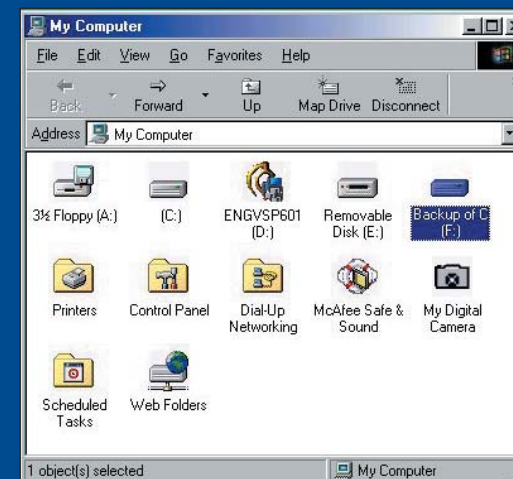 My Computer
File Edit View Go Favorites Help
Back Forward Up Map Drive Disconnect
Address My Computer
3½ Floppy (A:) (C:) ENGVSP601 (D:) Removable Disk (E:) Backup of C (F:)
Printers Control Panel Dial-Up Networking McAfee Safe & Sound My Digital Camera
Scheduled Tasks Web Folders
1 object(s) selected My Computer